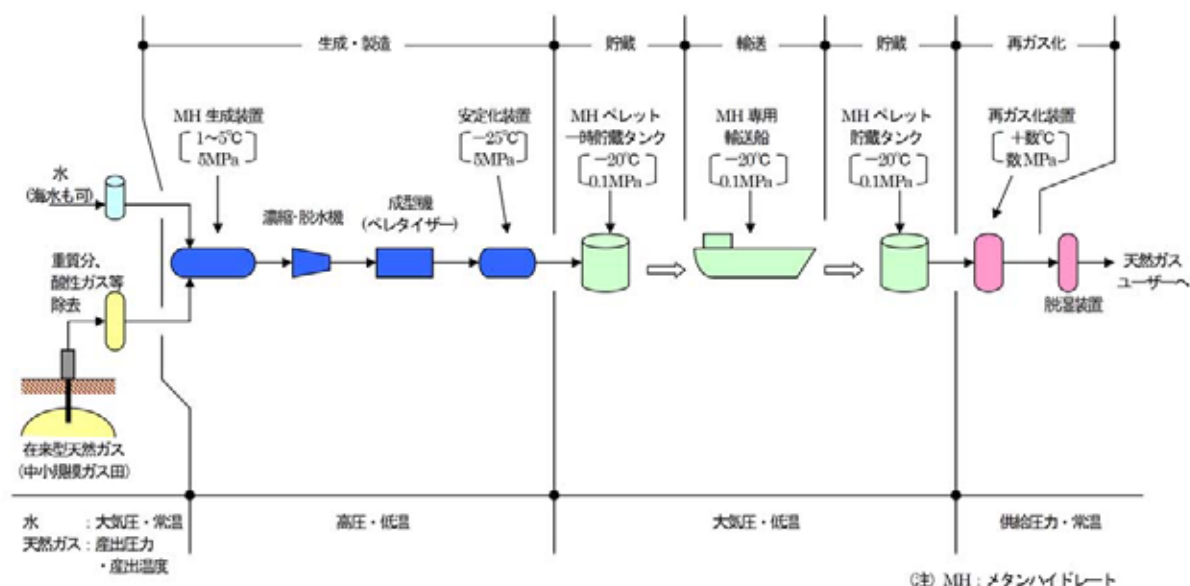 生成・製造
貯蔵
輸送
貯蔵
再ガス化
MH 生成装置
1～5℃
5MPa
安定化装置
−25℃
5MPa
MH ペレット
一時貯蔵タンク
−20℃
0.1MPa
MH 専用
輸送船
−20℃
0.1MPa
MH ペレット
貯蔵タンク
−20℃
0.1MPa
再ガス化装置
＋数℃
数MPa
水
(海水も可)
濃縮・脱水機
成型機
(ペレタイザー)
重質分、
酸性ガス等
除去
天然ガス
ユーザーへ
脱湿装置
在来型天然ガス
(中小規模ガス田)
水　　　：大気圧・常温
天然ガス：産出圧力
・産出温度
高圧・低温
大気圧・低温
供給圧力・常温
(注) MH：メタンハイドレート